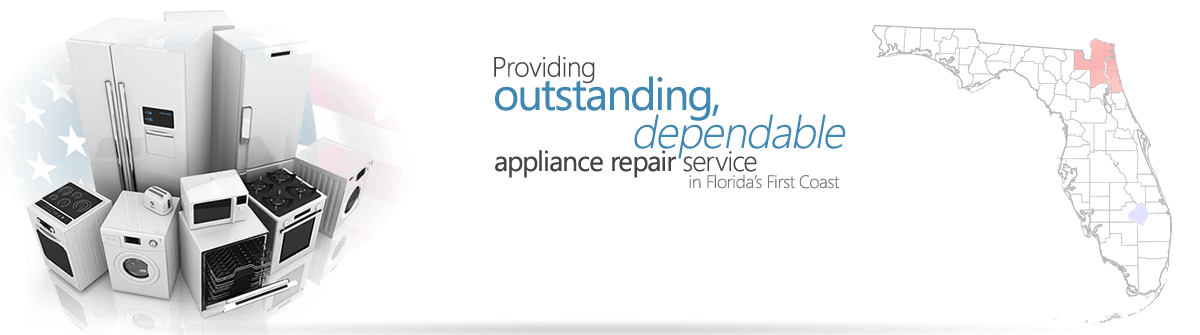 Providing
outstanding,
dependable
appliance repair service
in Florida's First Coast